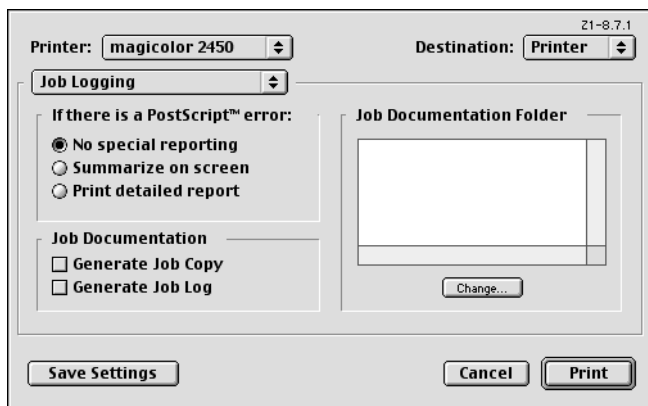 Z1-8.7.1
Printer: magicolor 2450
Destination: Printer
Job Logging
If there is a PostScript™ error:
No special reporting
Summarize on screen
Print detailed report
Job Documentation
Generate Job Copy
Generate Job Log
Job Documentation Folder
Change...
Save Settings
Cancel
Print